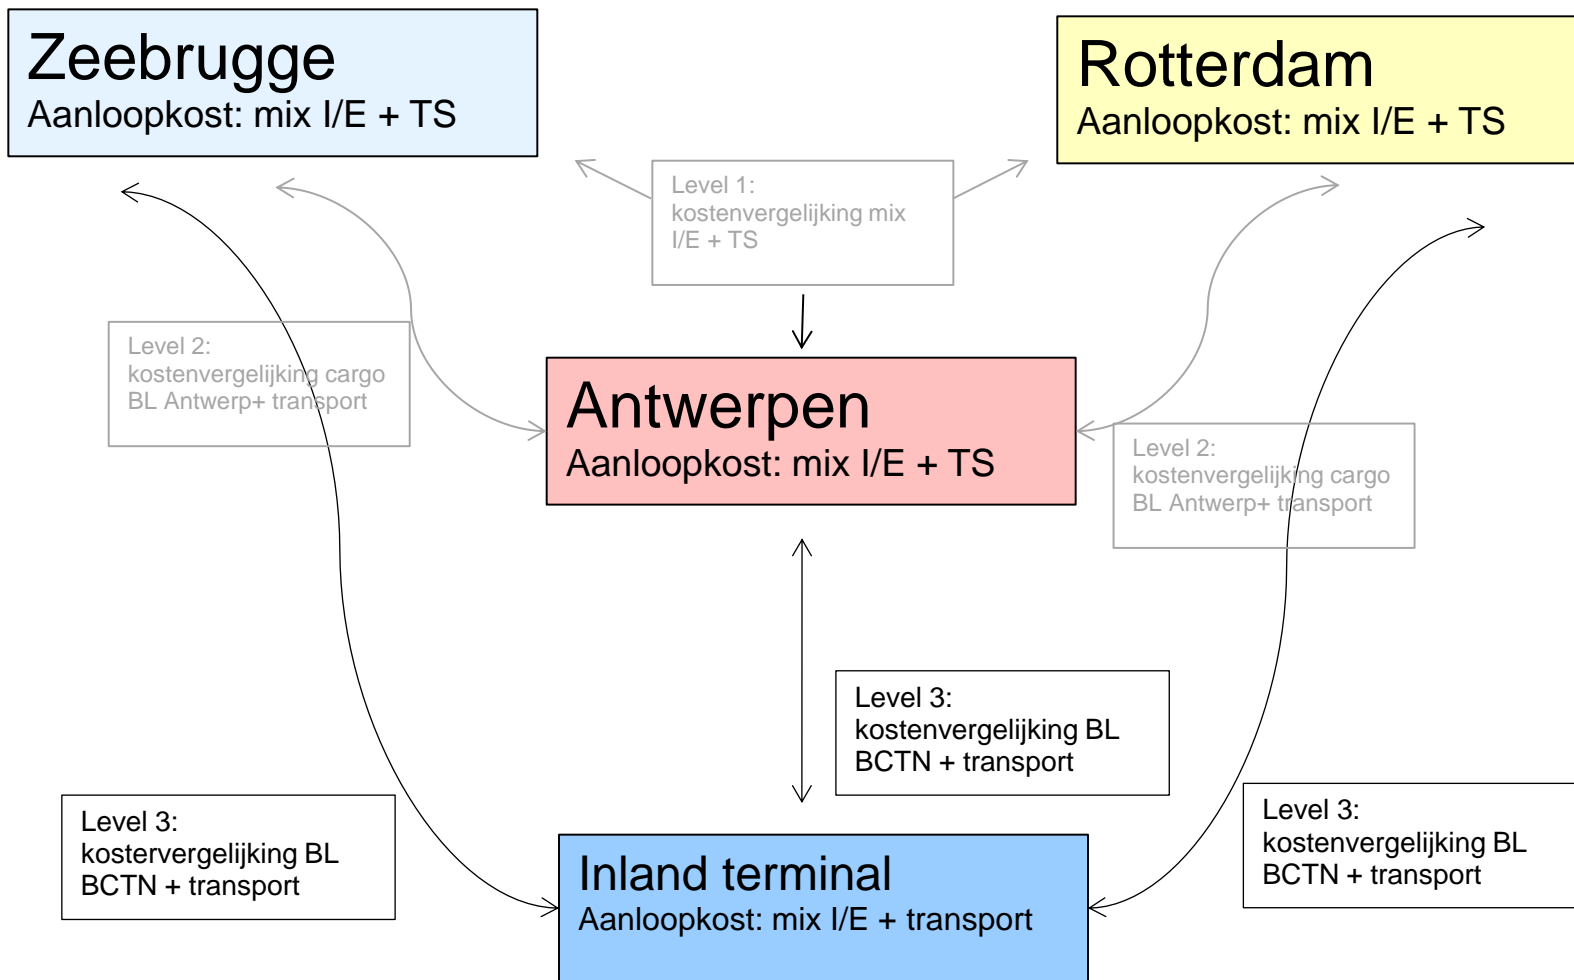 Zeebrugge
Aanloopkost: mix I/E + TS
Rotterdam
Aanloopkost: mix I/E + TS
Level 1:
kostenvergelijking mix
I/E + TS
Level 2:
kostenvergelijking cargo
BL Antwerp+ transport
Antwerpen
Aanloopkost: mix I/E + TS
Level 2:
kostenvergelijking cargo
BL Antwerp+ transport
Level 3:
kostenvergelijking BL
BCTN + transport
Level 3:
kostervergelijking BL
BCTN + transport
Level 3:
kostenvergelijking BL
BCTN + transport
Inland terminal
Aanloopkost: mix I/E + transport